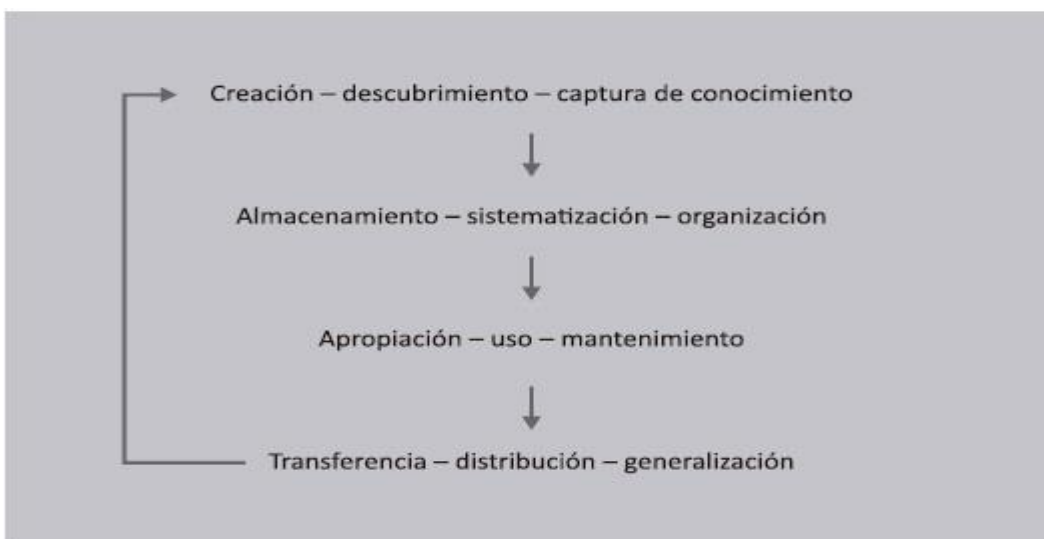 Creación – descubrimiento – captura de conocimiento
Almacenamiento – sistematización – organización
Apropiación – uso – mantenimiento
Transferencia – distribución – generalización